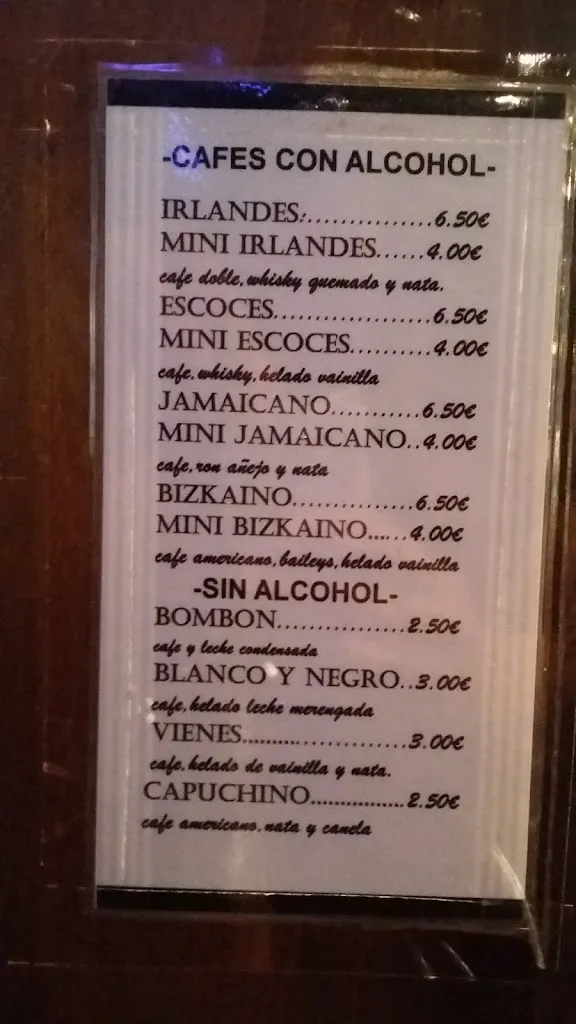 -CAFES CON ALCOHOL-
IRLANDES:...............6.50€
MINI IRLANDES......4.00€
cafe doble,whisky quemado y nata.
ESCOCES...................6.50€
MINI ESCOCES..........4.00€
cafe,whisky,helado vainilla
JAMAICANO...........6.50€
MINI JAMAICANO..4.00€
cafe,ron añejo y nata
BIZKAINO...............6.50€
MINI BIZKAINO......4.00€
cafe americano,baileys,helado vainilla
-SIN ALCOHOL-
BOMBON................2.50€
cafe y leche condensada
BLANCO Y NEGRO..3.00€
cafe,helado leche merengada
VIENES.......................3.00€
cafe,helado de vainilla y nata.
CAPUCHINO................2.50€
cafe americano,nata y canela